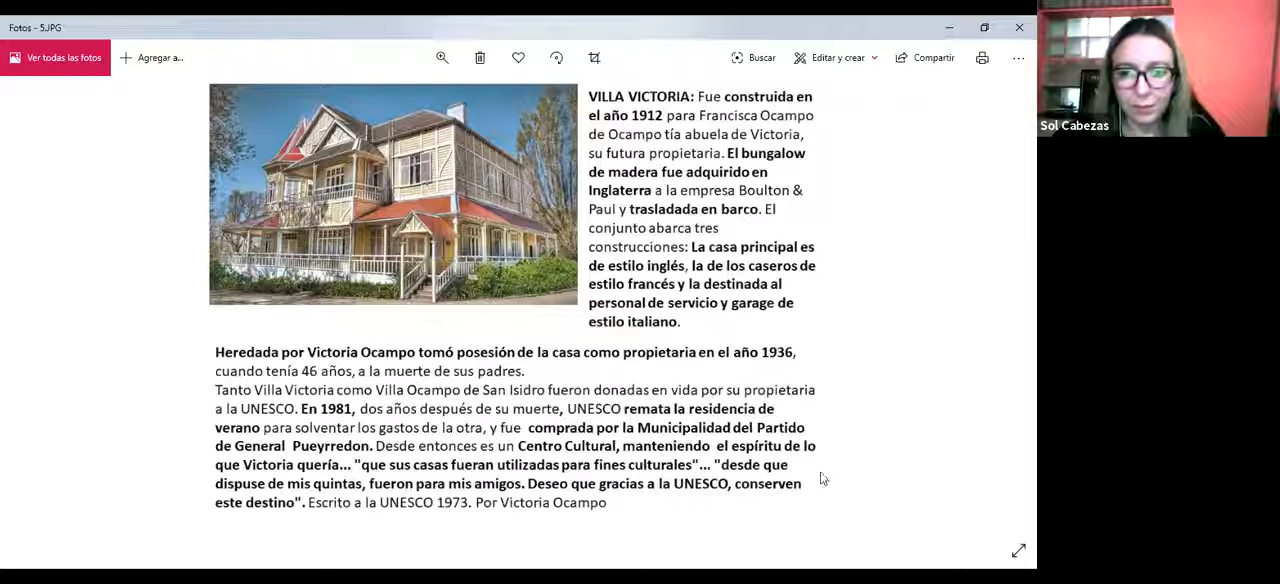 Fotos - 5.JPG
Ver todas las fotos
Agregar a...
Buscar
Editar y crear
Compartir
Sol Cabezas
VILLA VICTORIA: Fue construida en
el año 1912 para Francisca Ocampo
de Ocampo tía abuela de Victoria,
su futura propietaria. El bungalow
de madera fue adquirido en
Inglaterra a la empresa Boulton &
Paul y trasladada en barco. El
conjunto abarca tres
construcciones: La casa principal es
de estilo inglés, la de los caseros de
estilo francés y la destinada al
personal de servicio y garage de
estilo italiano.
Heredada por Victoria Ocampo tomó posesión de la casa como propietaria en el año 1936,
cuando tenía 46 años, a la muerte de sus padres.
Tanto Villa Victoria como Villa Ocampo de San Isidro fueron donadas en vida por su propietaria
a la UNESCO. En 1981, dos años después de su muerte, UNESCO remata la residencia de
verano para solventar los gastos de la otra, y fue comprada por la Municipalidad del Partido
de General Pueyrredon. Desde entonces es un Centro Cultural, manteniendo el espíritu de lo
que Victoria quería... "que sus casas fueran utilizadas para fines culturales"... "desde que
dispuse de mis quintas, fueron para mis amigos. Deseo que gracias a la UNESCO, conserven
este destino". Escrito a la UNESCO 1973. Por Victoria Ocampo